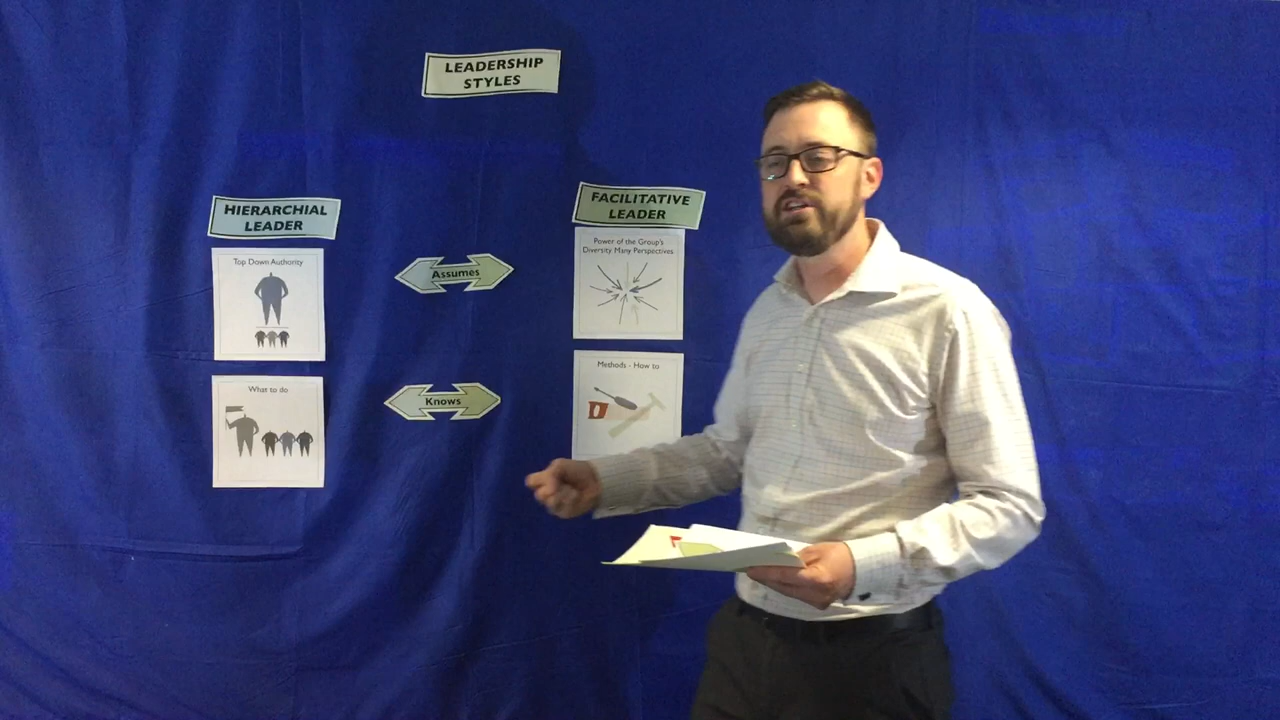 LEADERSHIP
STYLES
HIERARCHIAL
LEADER
FACILITATIVE
LEADER
Top Down Authority
Assumes
Power of the Group's
Diversity Many Perspectives
What to do
Knows
Methods - How to